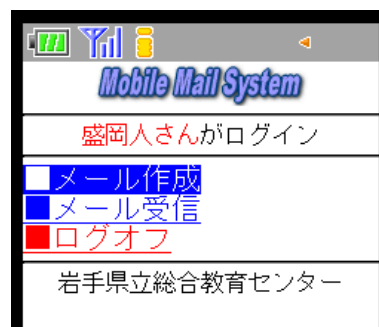 Mobile Mail System
盛岡人さんがログイン
■メール作成
■メール受信
■ログオフ
岩手県立総合教育センター